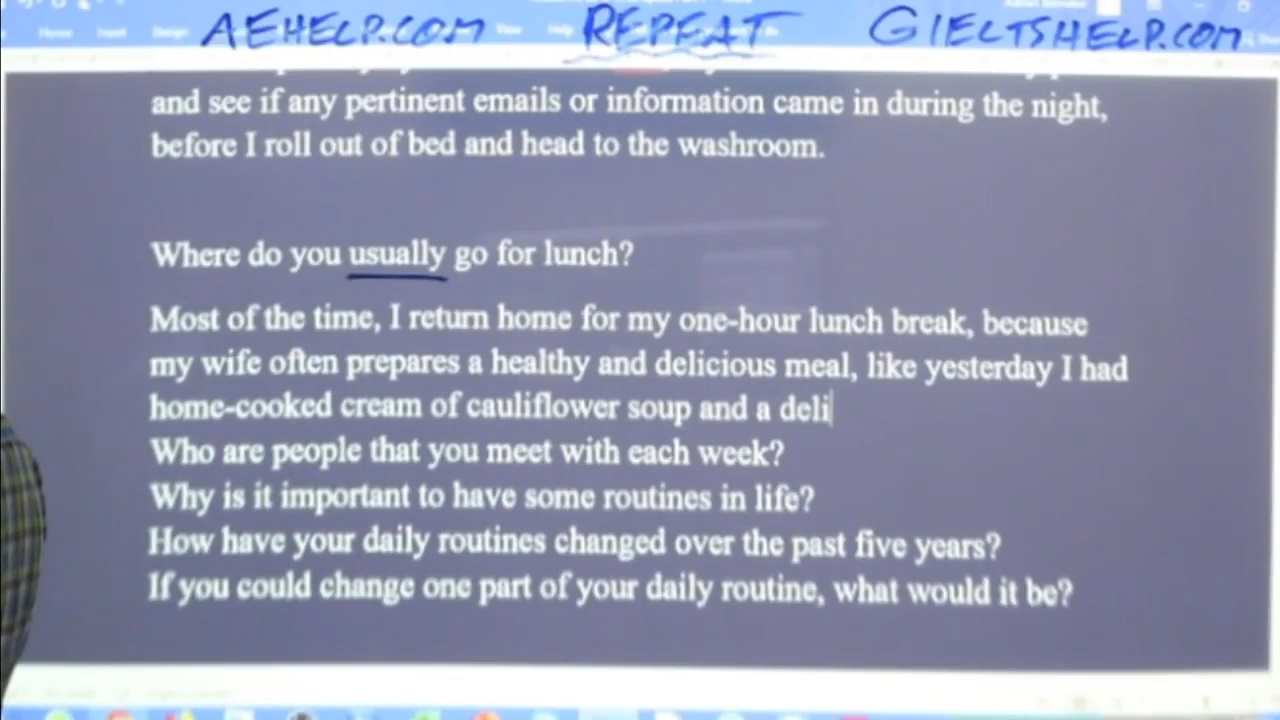 AEHELP.COM REPEAT GIELTSHELP.COM
Home Insert Design View Help
and see if any pertinent emails or information came in during the night,
before I roll out of bed and head to the washroom.
Where do you usually go for lunch?
Most of the time, I return home for my one-hour lunch break, because
my wife often prepares a healthy and delicious meal, like yesterday I had
home-cooked cream of cauliflower soup and a deli
Who are people that you meet with each week?
Why is it important to have some routines in life?
How have your daily routines changed over the past five years?
If you could change one part of your daily routine, what would it be?